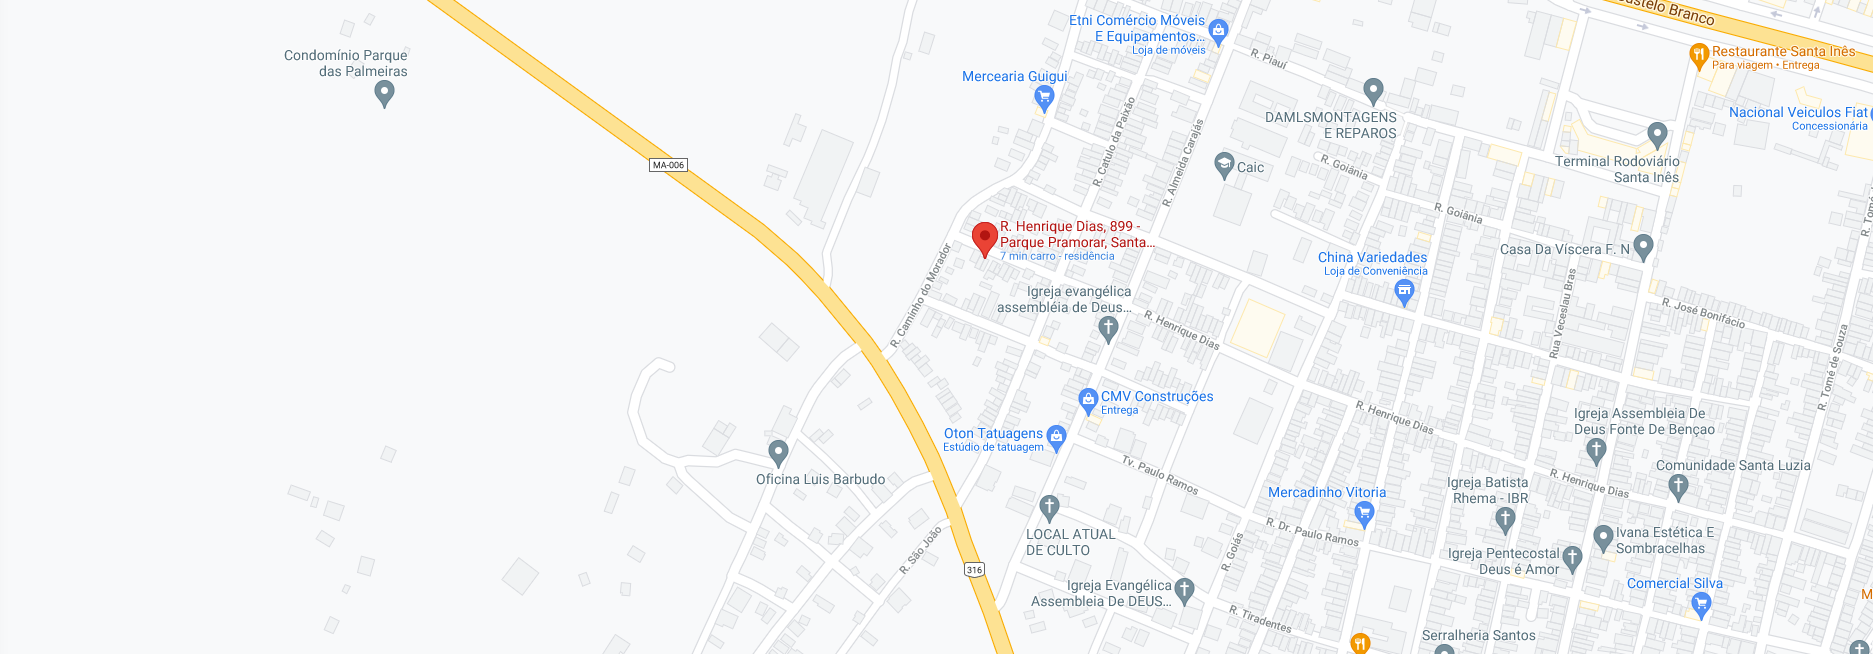 Castelo Branco
Etni Comércio Móveis
E Equipamentos...
Loja de móveis
Restaurante Santa Inês
Para viagem • Entrega
Condomínio Parque
das Palmeiras
R. Piauí
Mercearia Guigui
DAMLSMONTAGENS
E REPAROS
Nacional Veiculos Fiat
Concessionária
R. Catulo da Paixão
R. Almeida Carajás
MA-006
Caic
R. Goiânia
Terminal Rodoviário
Santa Inês
R. Goiânia
R. Tomé
R. Henrique Dias, 899 -
Parque Pramorar, Santa...
7 min carro - residência
Casa Da Víscera F. N
China Variedades
Loja de Conveniência
R. Caminho do Morador
Igreja evangélica
assembléia de Deus...
R. Henrique Dias
Rua Veceslau Bras
R. José Bonifácio
R. Tomé de Souza
CMV Construções
Entrega
R. Henrique Dias
Igreja Assembleia De
Deus Fonte De Bençao
Oton Tatuagens
Estúdio de tatuagem
Oficina Luis Barbudo
Tv. Paulo Ramos
Comunidade Santa Luzia
R. Henrique Dias
Igreja Batista
Rhema - IBR
Mercadinho Vitoria
LOCAL ATUAL
DE CULTO
R. Dr. Paulo Ramos
Ivana Estética E
Sombracelhas
R. São João
R. Goiás
Igreja Pentecostal
Deus é Amor
316
Igreja Evangélica
Assembleia De DEUS...
Comercial Silva
M
R. Tiradentes
Serralheria Santos